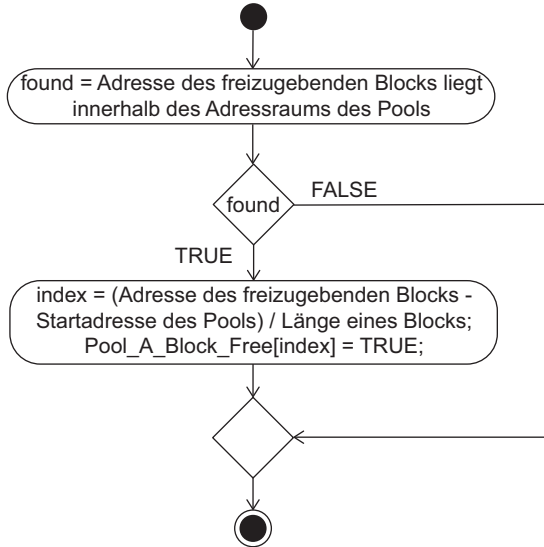 found = Adresse des freizugebenden Blocks liegt
innerhalb des Adressraums des Pools
found
FALSE
TRUE
index = (Adresse des freizugebenden Blocks -
Startadresse des Pools) / Länge eines Blocks;
Pool_A_Block_Free[index] = TRUE;